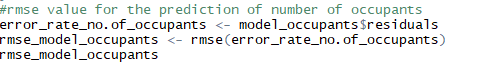 #rmse value for the prediction of number of occupants
error_rate_no.of_occupants <- model_occupants$residuals
rmse_model_occupants <- rmse(error_rate_no.of_occupants)
rmse_model_occupants